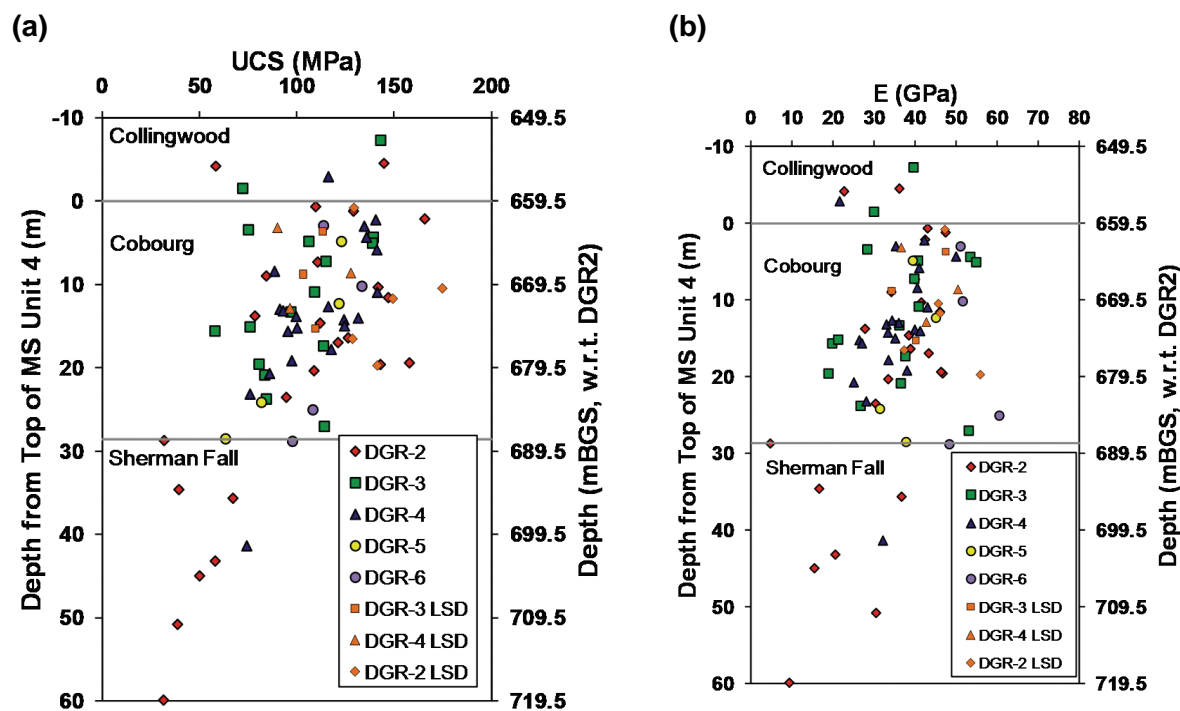 (a)
UCS (MPa)
0 50 100 150 200
-10
0
10
20
30
40
50
60
Depth from Top of MS Unit 4 (m)
649.5
659.5
669.5
679.5
689.5
699.5
709.5
719.5
Depth (mBGS, w.r.t. DGR2)
Collingwood
Cobourg
Sherman Fall
DGR-2
DGR-3
DGR-4
DGR-5
DGR-6
DGR-3 LSD
DGR-4 LSD
DGR-2 LSD
(b)
E (GPa)
0 10 20 30 40 50 60 70 80
-10
0
10
20
30
40
50
60
Depth from Top of MS Unit 4 (m)
649.5
659.5
669.5
679.5
689.5
699.5
709.5
719.5
Depth (mBGS, w.r.t. DGR2)
Collingwood
Cobourg
Sherman Fall
DGR-2
DGR-3
DGR-4
DGR-5
DGR-6
DGR-3 LSD
DGR-4 LSD
DGR-2 LSD